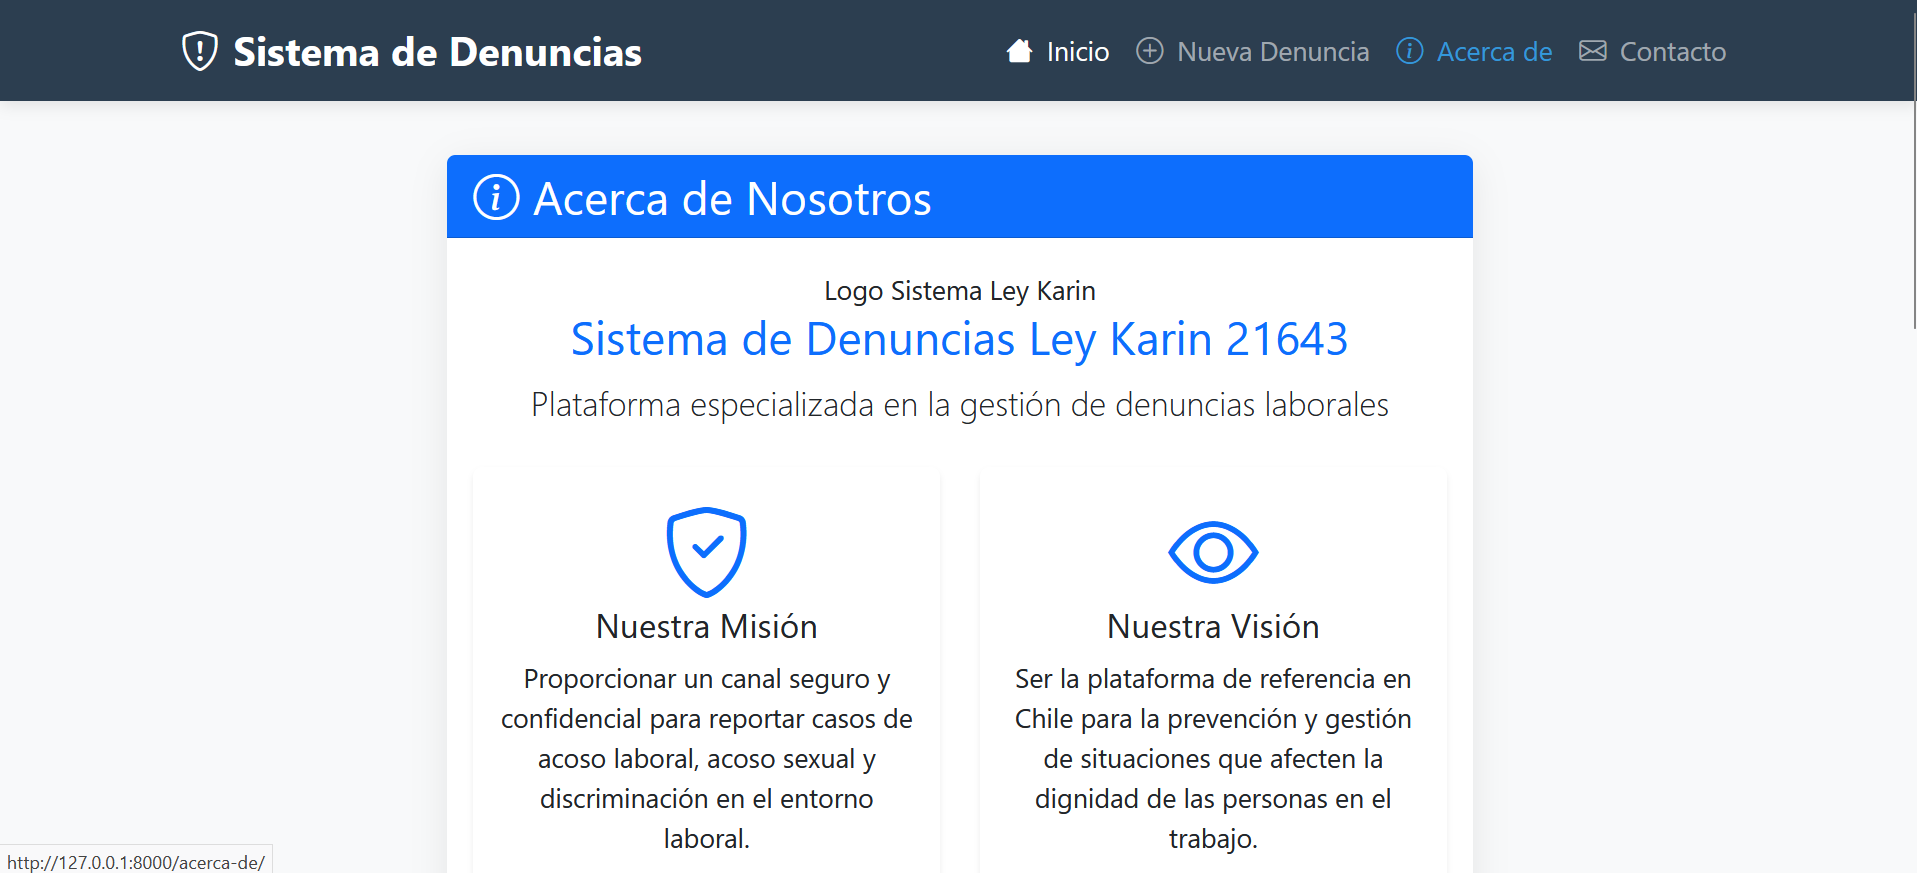 Sistema de Denuncias
Inicio
Nueva Denuncia
Acerca de
Contacto
Acerca de Nosotros
Logo Sistema Ley Karin
Sistema de Denuncias Ley Karin 21643
Plataforma especializada en la gestión de denuncias laborales
Nuestra Misión
Proporcionar un canal seguro y
confidencial para reportar casos de
acoso laboral, acoso sexual y
discriminación en el entorno
laboral.
Nuestra Visión
Ser la plataforma de referencia en
Chile para la prevención y gestión
de situaciones que afecten la
dignidad de las personas en el
trabajo.
http://127.0.0.1:8000/acerca-de/